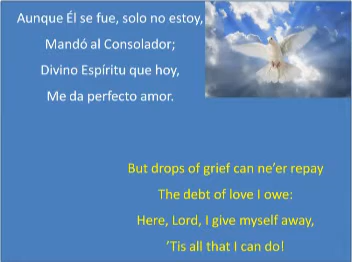 Aunque Él se fue, solo no estoy,
Mandó al Consolador;
Divino Espíritu que hoy,
Me da perfecto amor.
But drops of grief can ne’er repay
The debt of love I owe:
Here, Lord, I give myself away,
’Tis all that I can do!